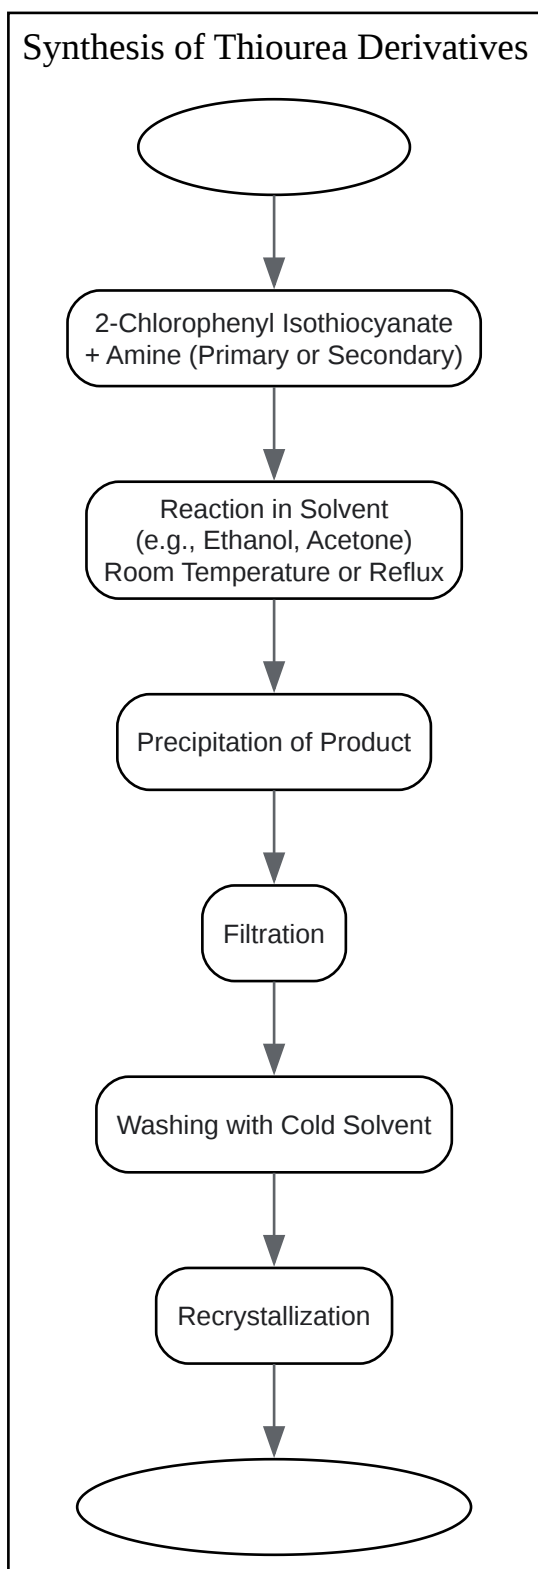 Synthesis of Thiourea Derivatives
2-Chlorophenyl Isothiocyanate
+ Amine (Primary or Secondary)
Reaction in Solvent
(e.g., Ethanol, Acetone)
Room Temperature or Reflux
Precipitation of Product
Filtration
Washing with Cold Solvent
Recrystallization